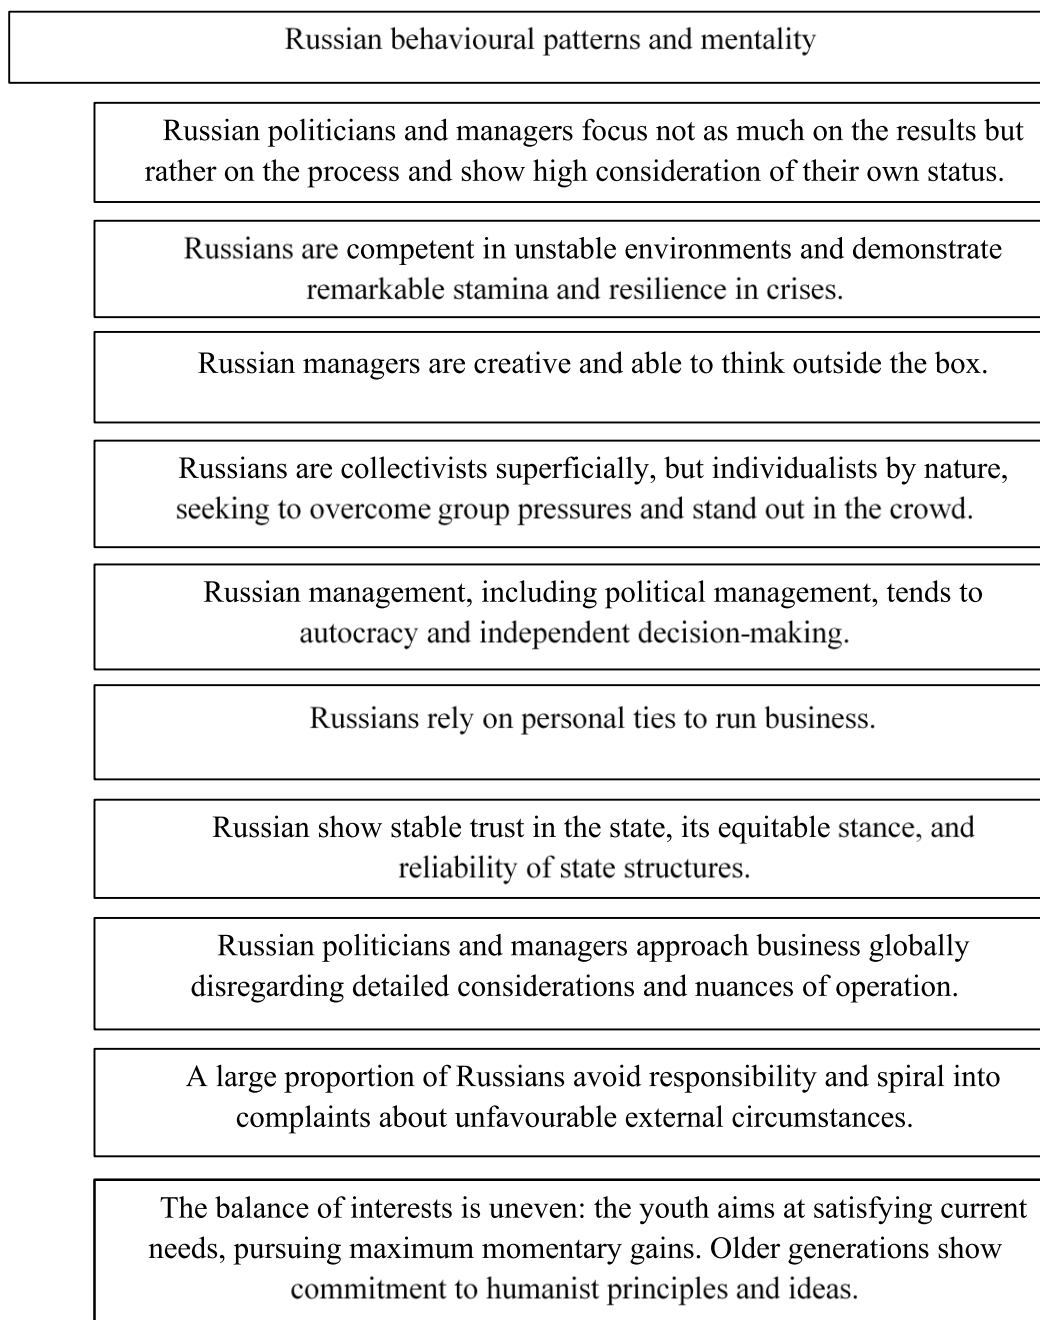 Russian behavioural patterns and mentality
Russian politicians and managers focus not as much on the results but
rather on the process and show high consideration of their own status.
Russians are competent in unstable environments and demonstrate
remarkable stamina and resilience in crises.
Russian managers are creative and able to think outside the box.
Russians are collectivists superficially, but individualists by nature,
seeking to overcome group pressures and stand out in the crowd.
Russian management, including political management, tends to
autocracy and independent decision-making.
Russians rely on personal ties to run business.
Russian show stable trust in the state, its equitable stance, and
reliability of state structures.
Russian politicians and managers approach business globally
disregarding detailed considerations and nuances of operation.
A large proportion of Russians avoid responsibility and spiral into
complaints about unfavourable external circumstances.
The balance of interests is uneven: the youth aims at satisfying current
needs, pursuing maximum momentary gains. Older generations show
commitment to humanist principles and ideas.